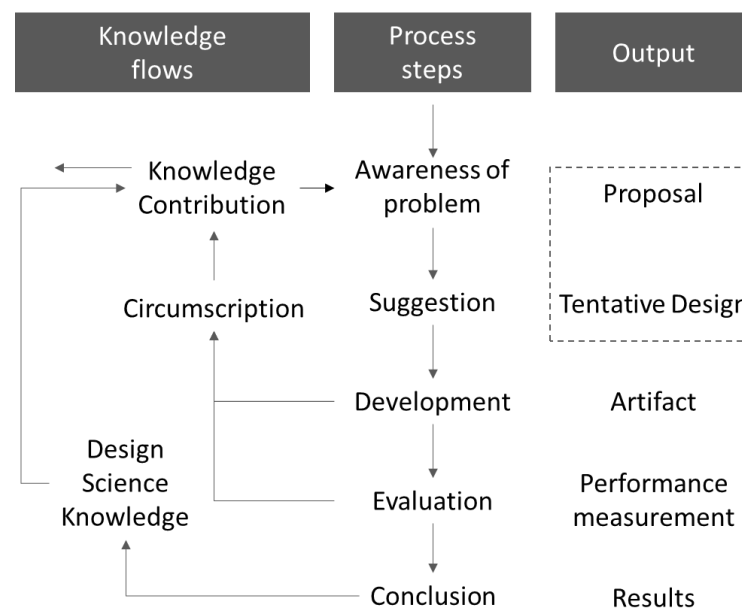 Knowledge
flows
Process
steps
Output
Knowledge
Contribution
Awareness of
problem
Proposal
Circumscription
Suggestion
Tentative Design
Development
Artifact
Design
Science
Knowledge
Evaluation
Performance
measurement
Conclusion
Results